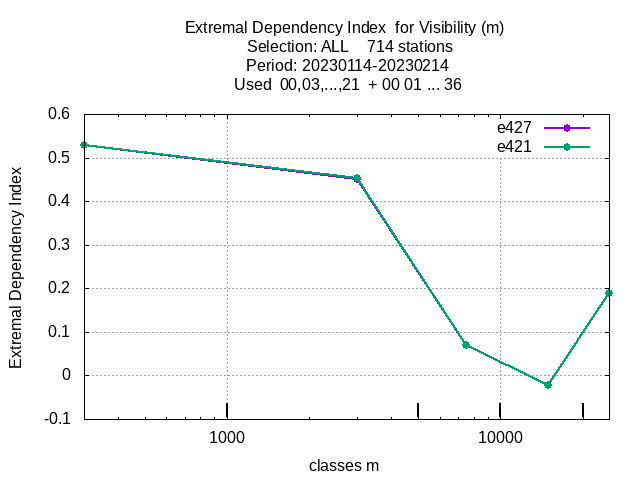 Extremal Dependency Index  for Visibility (m)
Selection: ALL    714 stations
Period: 20230114-20230214
Used  00,03,...,21  + 00 01 ... 36
0.6
0.5
0.4
0.3
0.2
0.1
0
-0.1
Extremal Dependency Index
e427
e421
1000
10000
classes m